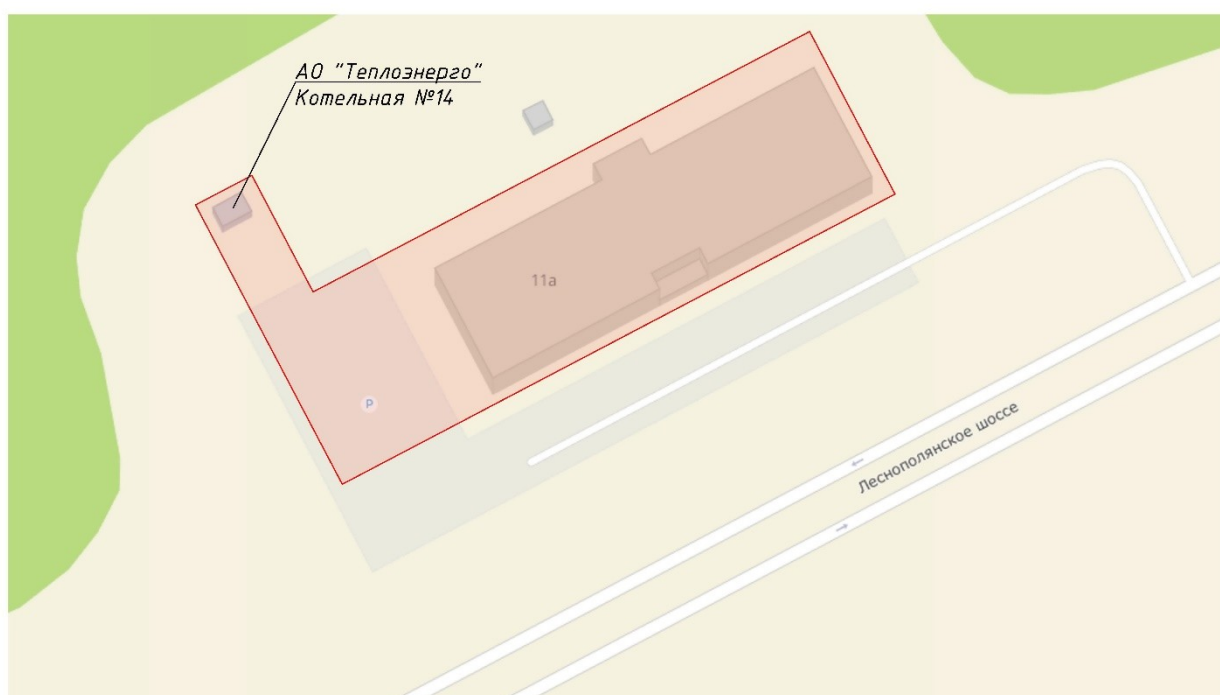 АО "Теплоэнерго"
Котельная №14
11а
P
Леснополянское шоссе